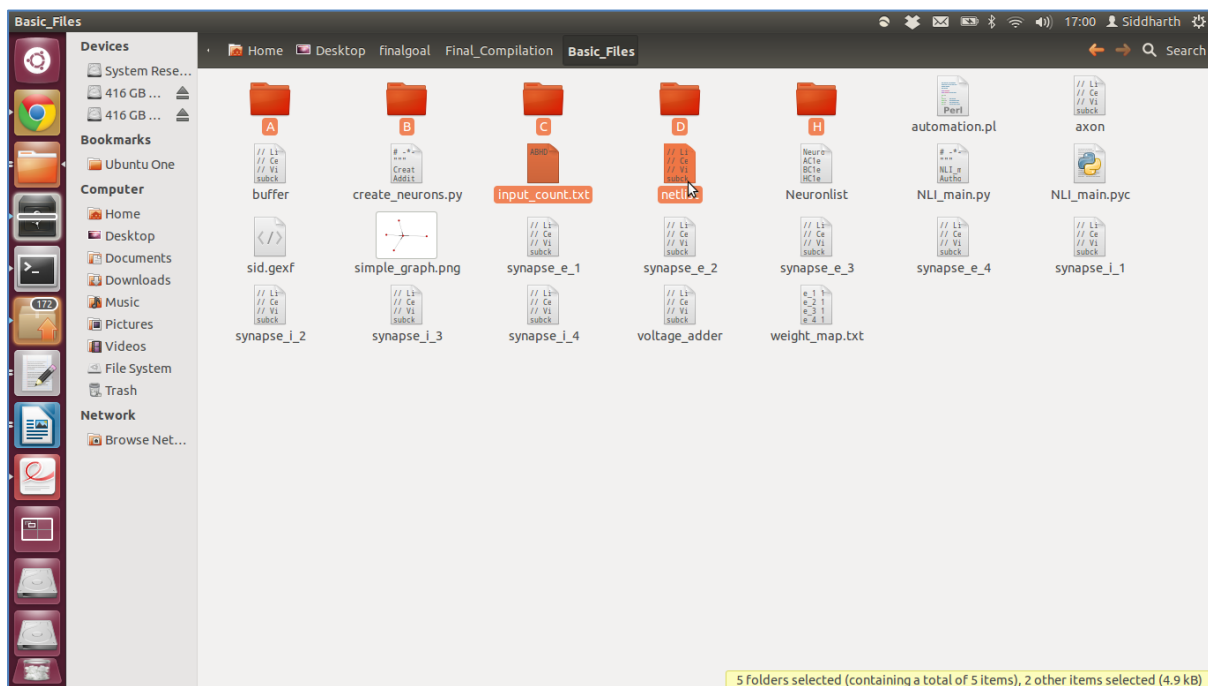 Basic_Files
17:00 Siddharth
Devices
System Rese...
416 GB ...
416 GB ...
Bookmarks
Ubuntu One
Computer
Home
Desktop
Documents
Downloads
Music
Pictures
Videos
File System
Trash
Network
Browse Net...
172
Home Desktop finalgoal Final_Compilation Basic_Files
Search
A B C D H automation.pl axon
buffer create_neurons.py input_count.txt netlist Neuronlist NLI_main.py NLI_main.pyc
sid.gexf simple_graph.png synapse_e_1 synapse_e_2 synapse_e_3 synapse_e_4 synapse_i_1
synapse_i_2 synapse_i_3 synapse_i_4 voltage_adder weight_map.txt
5 folders selected (containing a total of 5 items), 2 other items selected (4.9 kB)